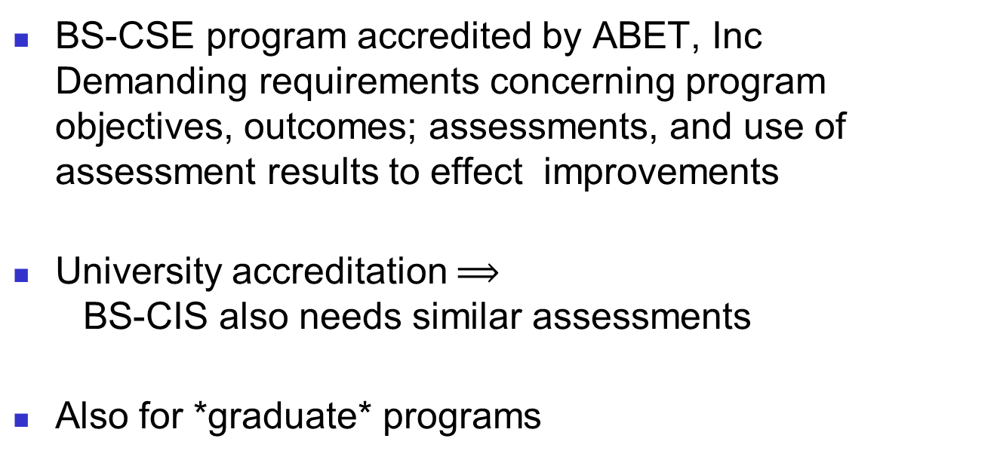 ▪ BS-CSE program accredited by ABET, Inc
Demanding requirements concerning program
objectives, outcomes; assessments, and use of
assessment results to effect  improvements
▪ University accreditation ⟹
BS-CIS also needs similar assessments
▪ Also for *graduate* programs